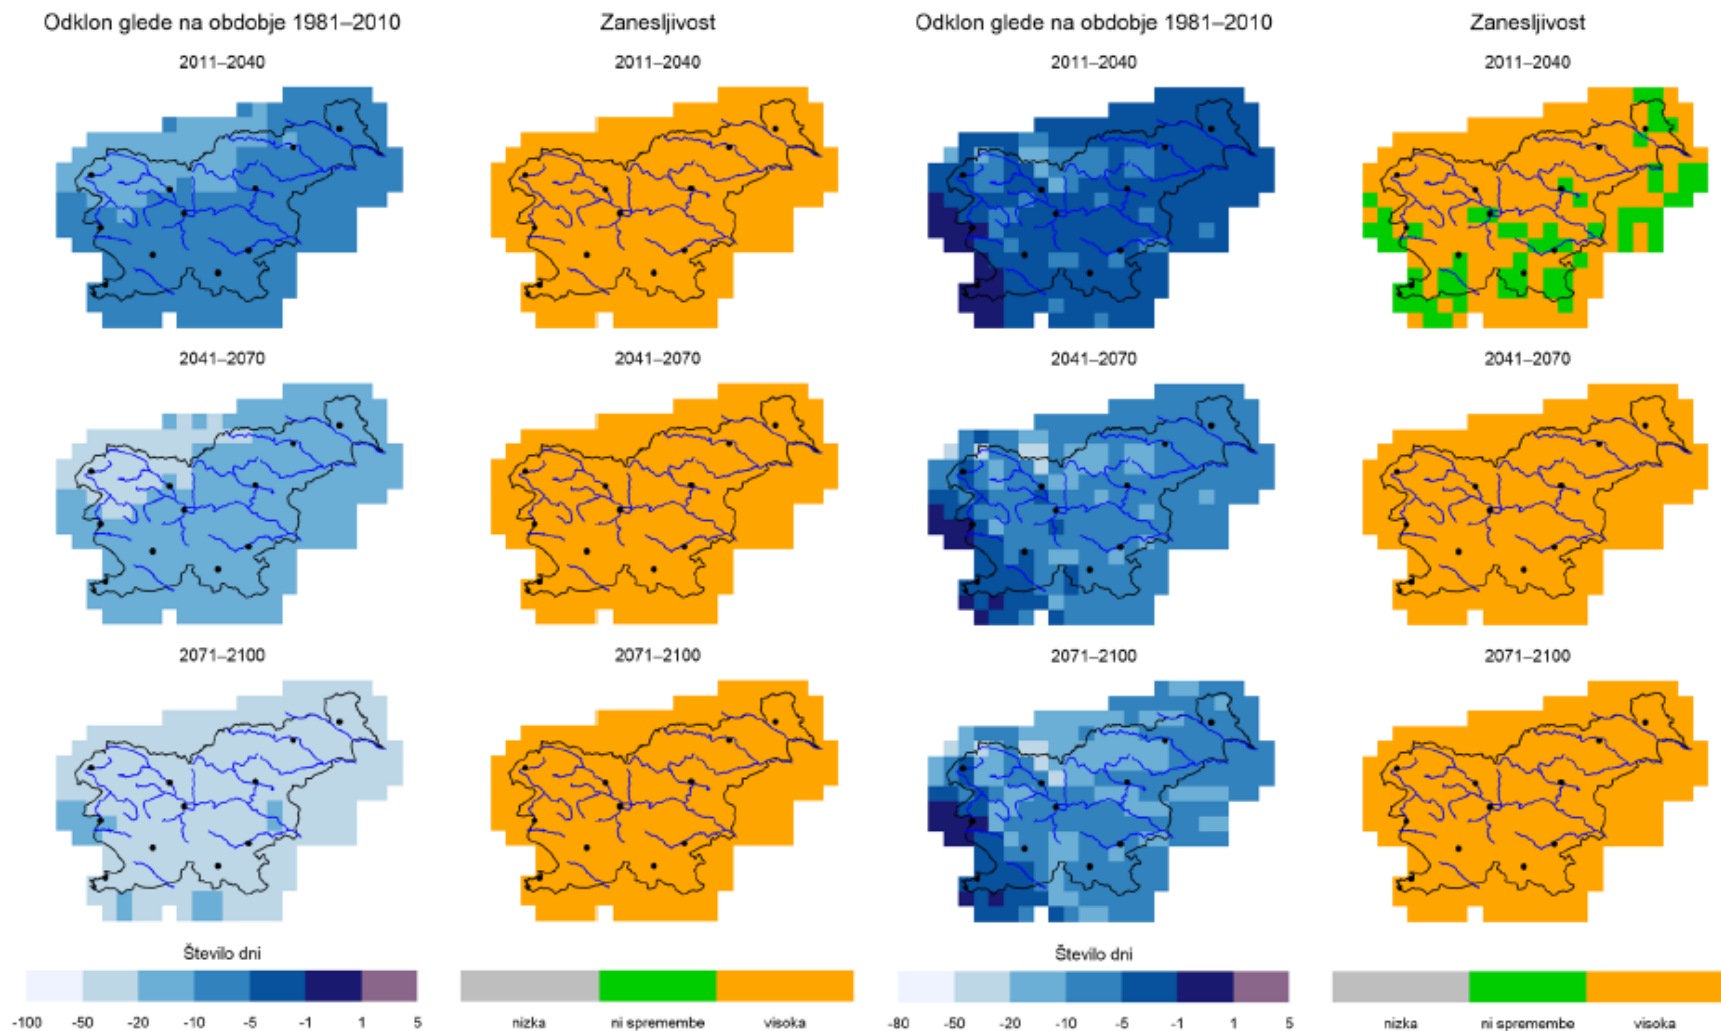 Odklon glede na obdobje 1981–2010
Zanesljivost
Odklon glede na obdobje 1981–2010
Zanesljivost
2011–2040
2011–2040
2011–2040
2011–2040
2041–2070
2041–2070
2041–2070
2041–2070
2071–2100
2071–2100
2071–2100
2071–2100
Število dni
Število dni
-100 -50 -20 -10 -5 -1 1 5
nizka ni spremembe visoka
-80 -50 -20 -10 -5 -1 1 5
nizka ni spremembe visoka